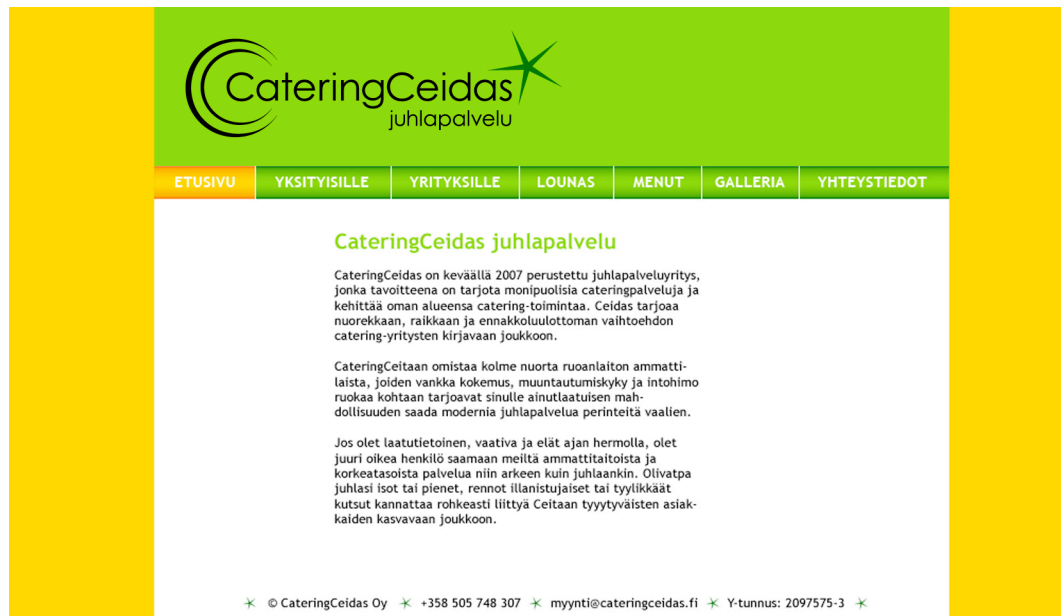 CateringCeidas
juhlapalvelu
ETUSIVU YKSITYISILLE YRITYKSILLE LOUNAS MENUT GALLERIA YHTEYSTIEDOT
CateringCeidas juhlapalvelu
CateringCeidas on keväällä 2007 perustettu juhlapalveluyritys,
jonka tavoitteena on tarjota monipuolisia cateringpalveluja ja
kehittää oman alueensa catering-toimintaa. Ceidas tarjoaa
nuorekkaan, raikkaan ja ennakkoluulottoman vaihtoehdon
catering-yritysten kirjavaan joukkoon.
CateringCeitaan omistaa kolme nuorta ruoanlaiton ammatti-
laista, joiden vankka kokemus, muuntautumiskyky ja intohimo
ruokaa kohtaan tarjoavat sinulle ainutlaatuisen mah-
dollisuuden saada modernia juhlapalvelua perinteitä vaalien.
Jos olet laatutietoinen, vaativa ja elät ajan hermolla, olet
juuri oikea henkilö saamaan meiltä ammattitaitoista ja
korkeatasoista palvelua niin arkeen kuin juhlaankin. Olivatpa
juhlasi isot tai pienet, rennot illanistujaiset tai tyylikkäät
kutsut kannattaa rohkeasti liittyä Ceitaan tyyytyväisten asiak-
kaiden kasvavaan joukkoon.
© CateringCeidas Oy +358 505 748 307 myynti@cateringceidas.fi Y-tunnus: 2097575-3